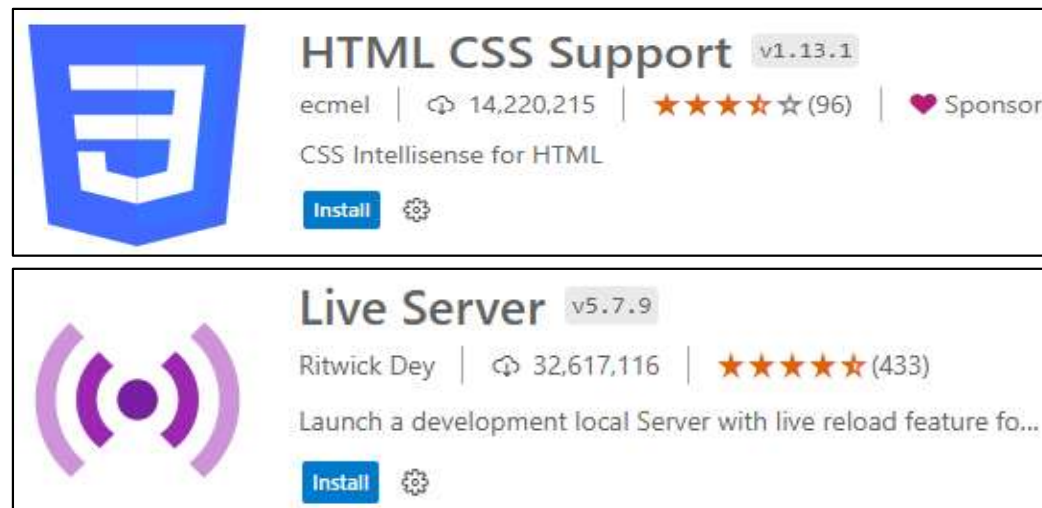 HTML CSS Support v1.13.1
ecmel 14,220,215 (96) Sponsor
CSS Intellisense for HTML
Install
Live Server v5.7.9
Ritwick Dey 32,617,116 (433)
Launch a development local Server with live reload feature fo...
Install